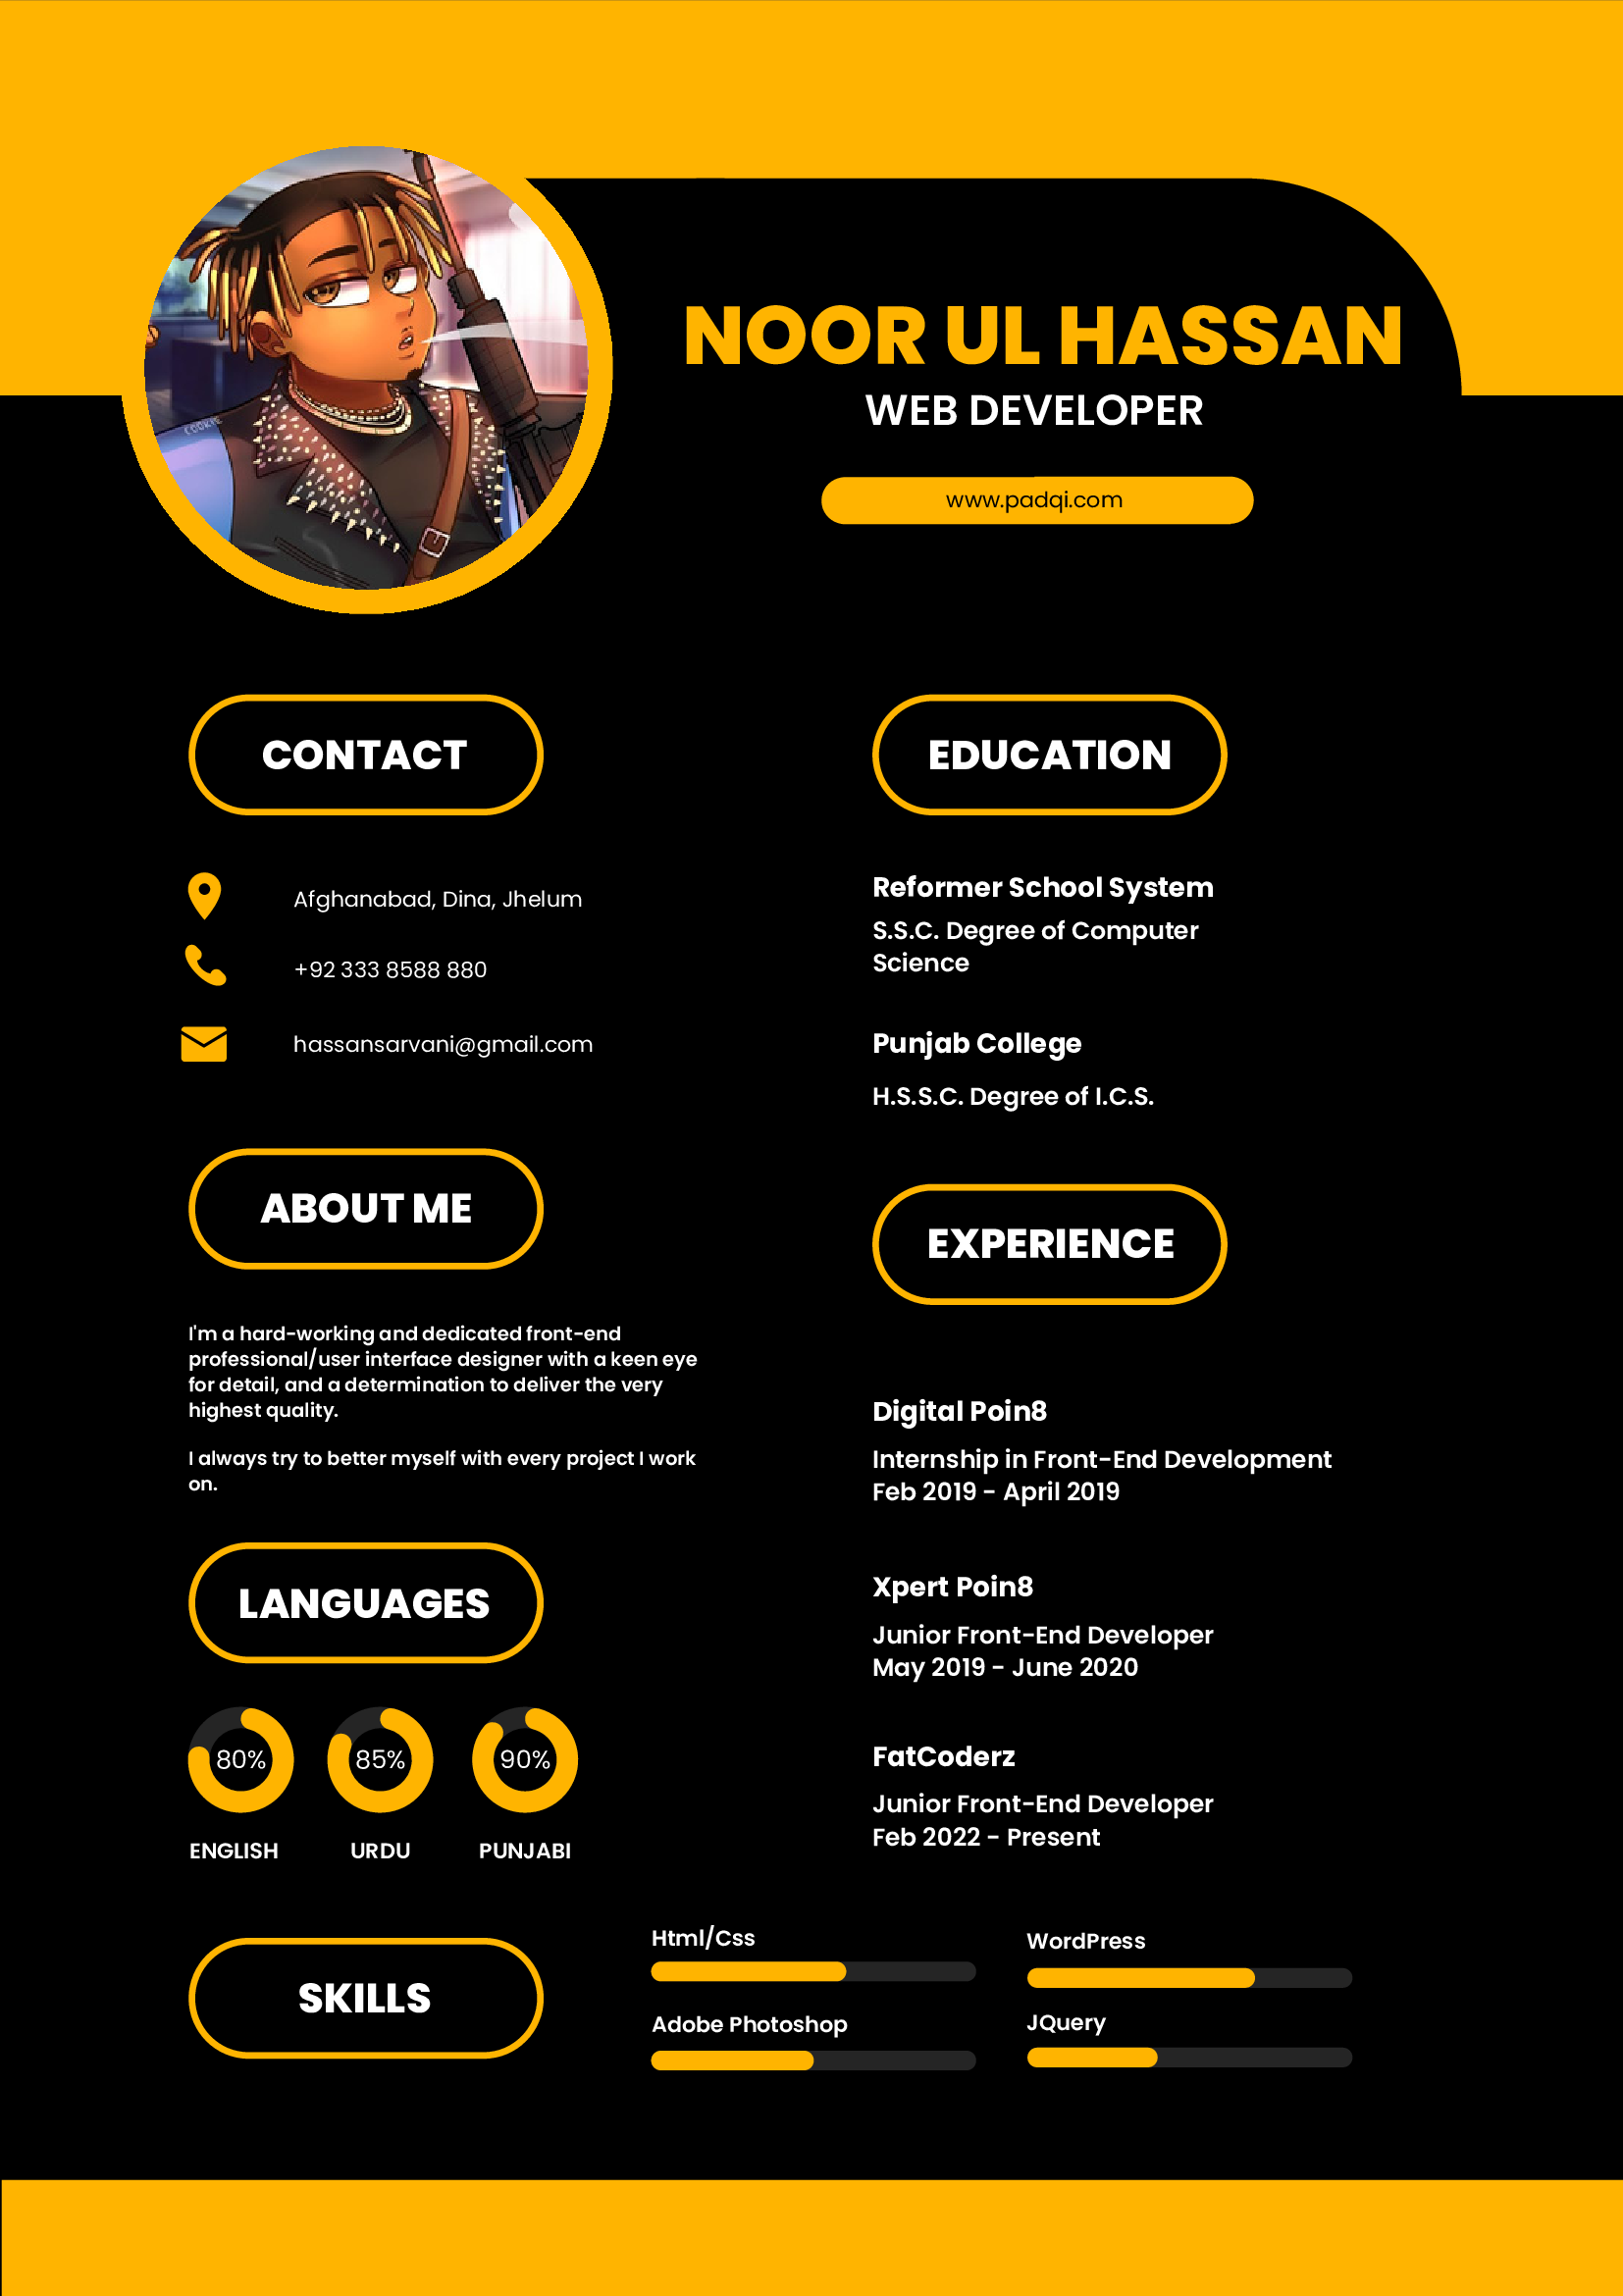 NOOR UL HASSAN
WEB DEVELOPER
www.padqi.com
COOKIE
CONTACT
Afghanabad, Dina, Jhelum
+92 333 8588 880
hassansarvani@gmail.com
ABOUT ME
I'm a hard-working and dedicated front-end
professional/user interface designer with a keen eye
for detail, and a determination to deliver the very
highest quality.
I always try to better myself with every project I work
on.
LANGUAGES
80%
85%
90%
ENGLISH
URDU
PUNJABI
EDUCATION
Reformer School System
S.S.C. Degree of Computer
Science
Punjab College
H.S.S.C. Degree of I.C.S.
EXPERIENCE
Digital Poin8
Internship in Front-End Development
Feb 2019 - April 2019
Xpert Poin8
Junior Front-End Developer
May 2019 - June 2020
FatCoderz
Junior Front-End Developer
Feb 2022 - Present
SKILLS
Html/Css
WordPress
Adobe Photoshop
JQuery